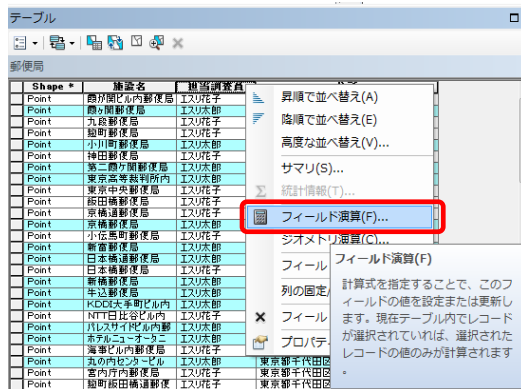 テーブル
郵便局
Shape * 施設名 担当調査員
Point 霞が関ビル内郵便局 エスリ花子
Point 霞ヶ関郵便局 エスリ太郎
Point 九段郵便局 エスリ花子
Point 麹町郵便局 エスリ花子
Point 小川町郵便局 エスリ太郎
Point 神田郵便局 エスリ花子
Point 第二霞ケ関郵便局 エスリ太郎
Point 東京高等裁判所内 エスリ太郎
Point 東京中央郵便局 エスリ太郎
Point 飯田橋郵便局 エスリ花子
Point 京橋通郵便局 エスリ花子
Point 京橋郵便局 エスリ太郎
Point 小伝馬町郵便局 エスリ花子
Point 新富郵便局 エスリ太郎
Point 日本橋通郵便局 エスリ太郎
Point 日本橋郵便局 エスリ花子
Point 新橋郵便局 エスリ太郎
Point 牛込郵便局 エスリ太郎
Point KDDI大手町ビル内 エスリ花子
Point NTT日比谷ビル内 エスリ花子
Point パレスサイドビル内郵 エスリ太郎
Point ホテルニューオータニ エスリ太郎
Point 海事ビル内郵便局 エスリ花子
Point 丸の内センタービル エスリ太郎 東京都千代田区
Point 宮内庁内郵便局 エスリ花子 東京都千代田区
Point 麹町飯田橋通郵便 エスリ花子 東京都千代田区
昇順で並べ替え(A)
降順で並べ替え(E)
高度な並べ替え(V)...
サマリ(S)...
統計情報(T)...
フィールド演算(F)...
ジオメトリ演算(C)...
フィール
列の固定/
フィール
プロパティ
フィールド演算(F)
計算式を指定することで、このフ
ィールドの値を設定または更新し
ます。現在テーブル内でレコード
が選択されていれば、選択された
レコードの値のみが計算されます
。